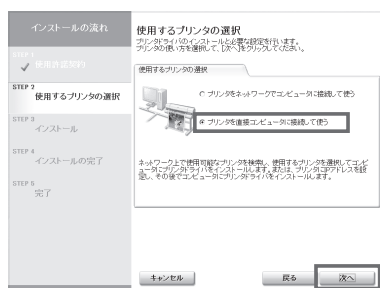 インストールの流れ
STEP 1
使用許諾契約
STEP 2
使用するプリンタの選択
STEP 3
インストール
STEP 4
インストールの完了
STEP 5
完了
使用するプリンタの選択
プリンタドライバのインストールと必要な設定を行います。
プリンタの使い方を選択して、[次へ]をクリックしてください。
使用するプリンタの選択
プリンタをネットワークでコンピュータに接続して使う
プリンタを直接コンピュータに接続して使う
ネットワーク上で使用可能なプリンタを検索し、使用するプリンタを選択してコンピ
ュータにプリンタドライバをインストールします。または、プリンタにIPアドレスを設
定し、その後でコンピュータにプリンタドライバをインストールします。
キャンセル
戻る
次へ